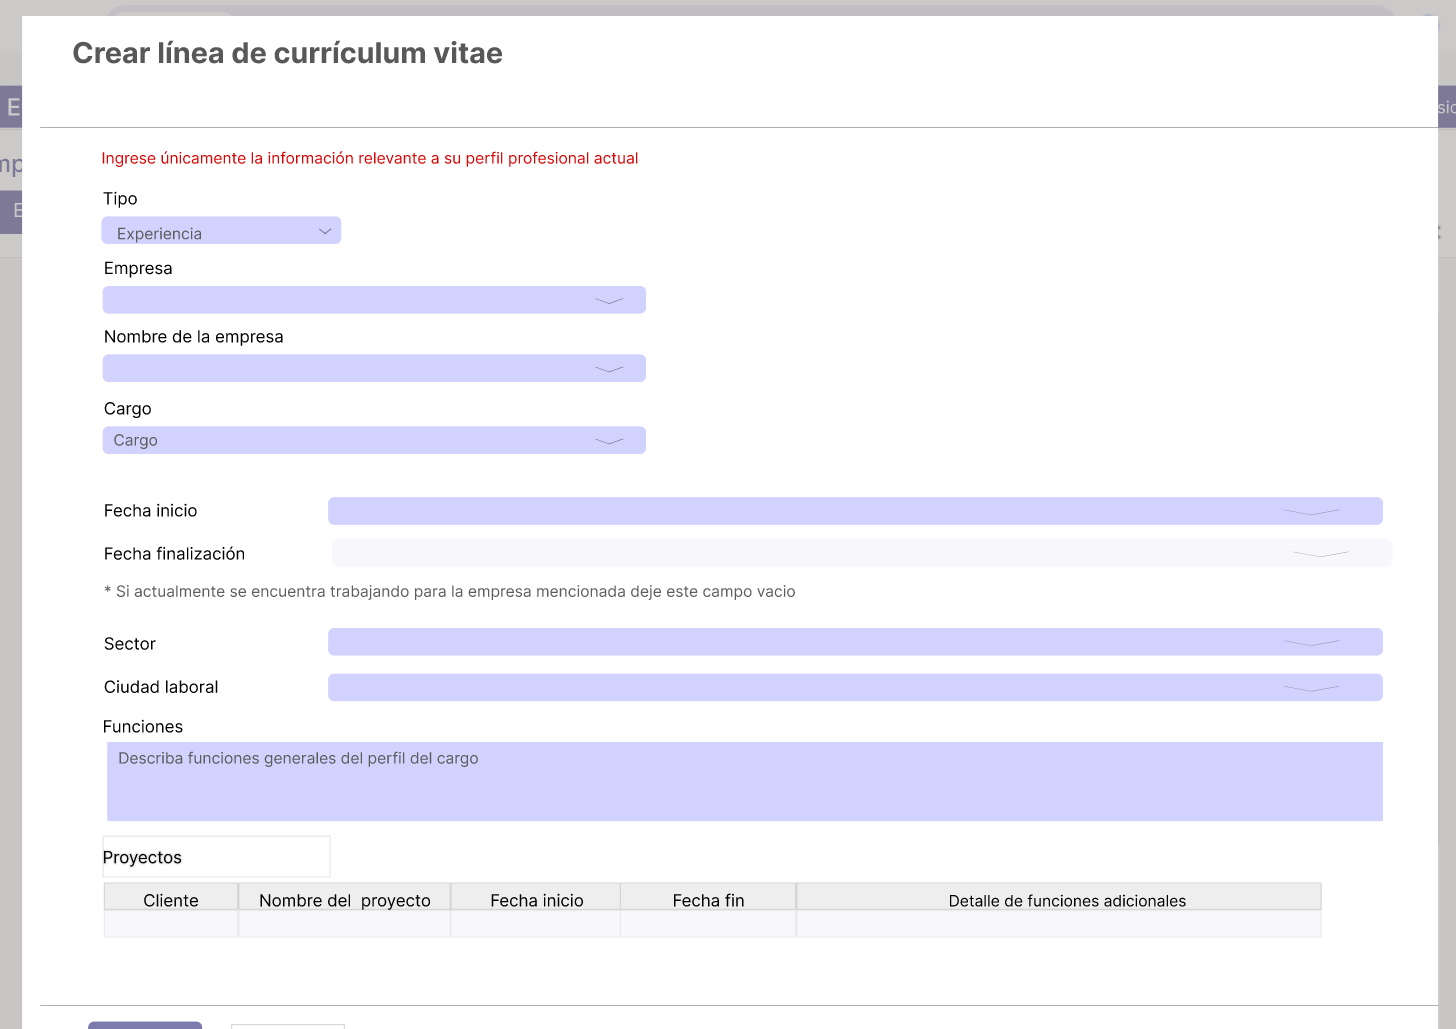 Crear línea de currículum vitae
Ingrese únicamente la información relevante a su perfil profesional actual
Tipo
Experiencia
Empresa
Nombre de la empresa
Cargo
Cargo
Fecha inicio
Fecha finalización
* Si actualmente se encuentra trabajando para la empresa mencionada deje este campo vacio
Sector
Ciudad laboral
Funciones
Describa funciones generales del perfil del cargo
Proyectos
Cliente Nombre del proyecto Fecha inicio Fecha fin Detalle de funciones adicionales